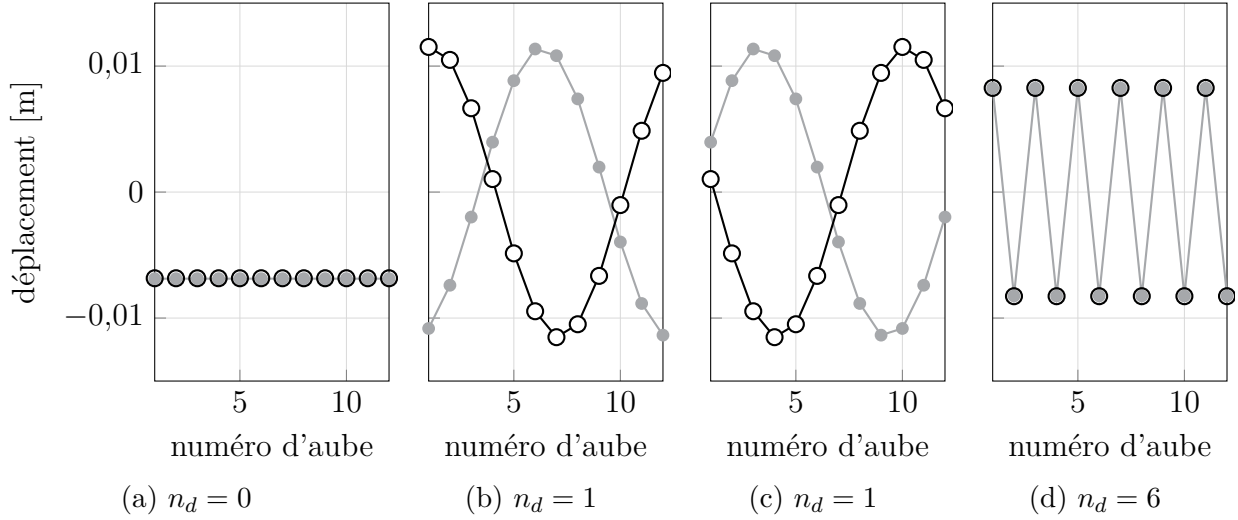 déplacement [m]
0,01
0
−0,01
5 10
5 10
5 10
5 10
numéro d'aube
numéro d'aube
numéro d'aube
numéro d'aube
(a) n_d = 0
(b) n_d = 1
(c) n_d = 1
(d) n_d = 6